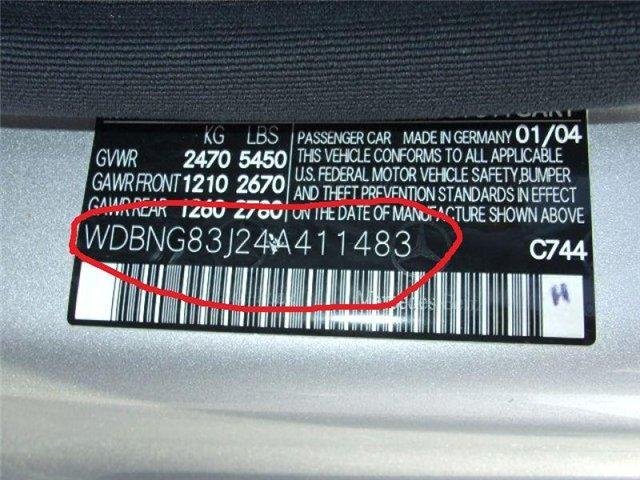 KG LBS
GVWR 2470 5450
GAWR FRONT 1210 2670
GAWR REAR 1260 2780
PASSENGER CAR MADE IN GERMANY 01/04
THIS VEHICLE CONFORMS TO ALL APPLICABLE
U.S. FEDERAL MOTOR VEHICLE SAFETY, BUMPER
AND THEFT PREVENTION STANDARDS IN EFFECT
ON THE DATE OF MANUFACTURE SHOWN ABOVE
WDBNG83J24A411483
C744
H